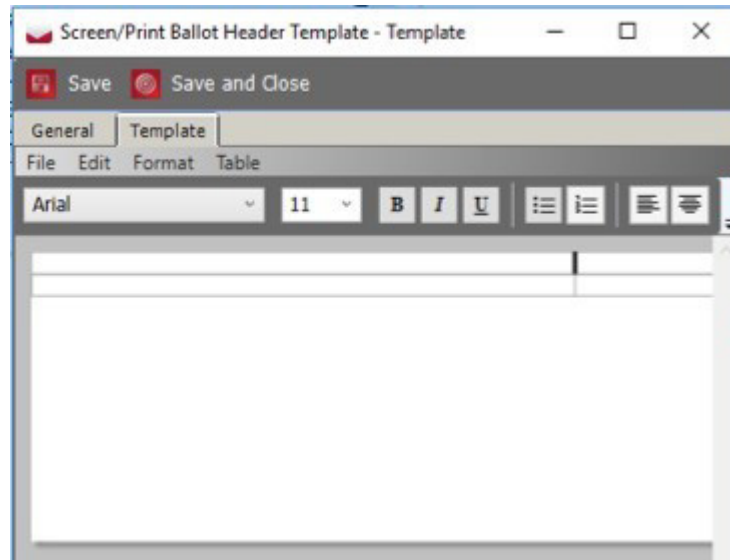 Screen/Print Ballot Header Template - Template
Save Save and Close
General Template
File Edit Format Table
Arial 11 B I U